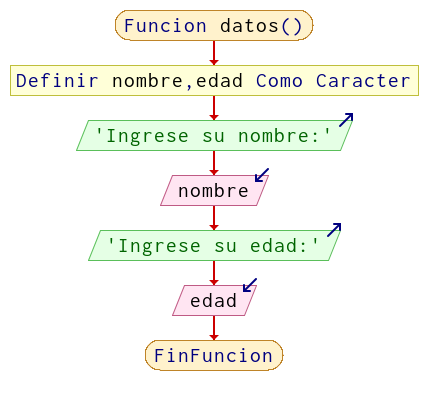 Funcion datos()
Definir nombre,edad Como Caracter
'Ingrese su nombre:'
nombre
'Ingrese su edad:'
edad
FinFuncion